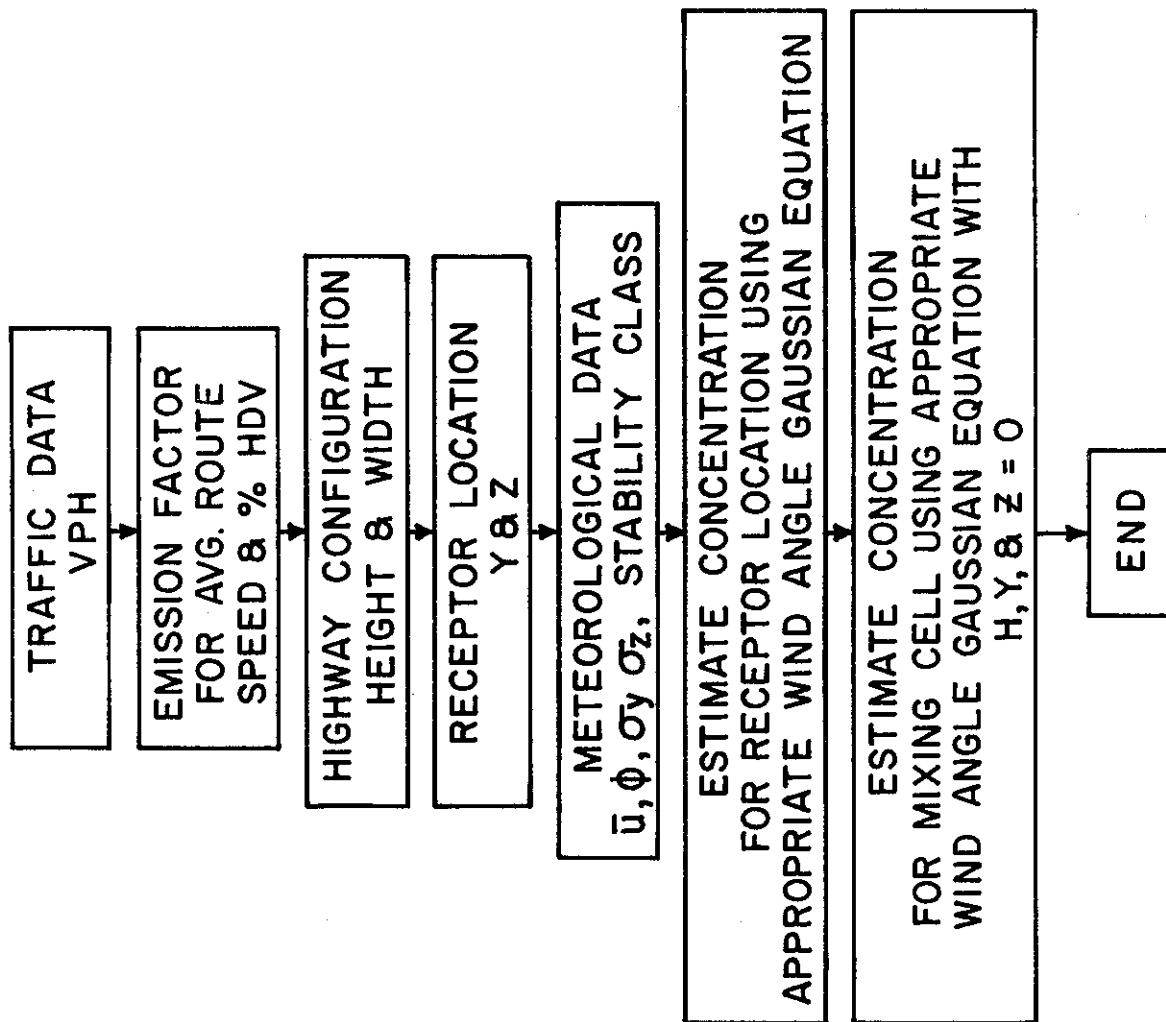 TRAFFIC DATA
VPH
EMISSION FACTOR
FOR AVG. ROUTE
SPEED & % HDV
HIGHWAY CONFIGURATION
HEIGHT & WIDTH
RECEPTOR LOCATION
Y & Z
METEOROLOGICAL DATA
ū, ϕ, σy σz, STABILITY CLASS
ESTIMATE CONCENTRATION
FOR RECEPTOR LOCATION USING
APPROPRIATE WIND ANGLE GAUSSIAN EQUATION
ESTIMATE CONCENTRATION
FOR MIXING CELL USING APPROPRIATE
WIND ANGLE GAUSSIAN EQUATION WITH
H, Y, & Z = 0
END